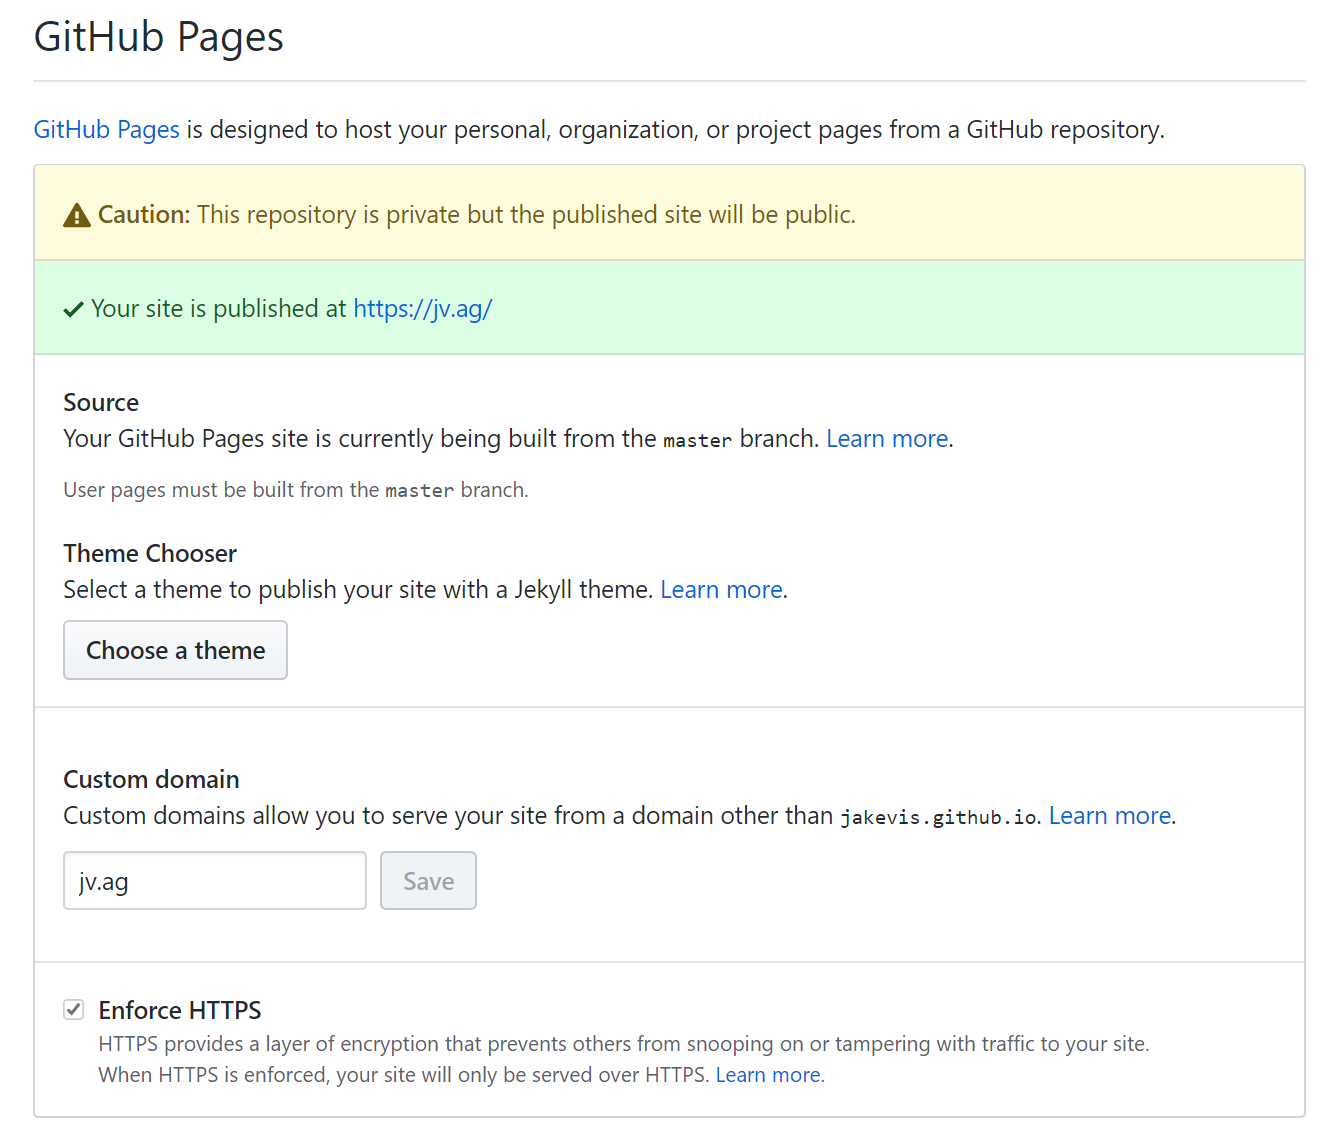 GitHub Pages
GitHub Pages is designed to host your personal, organization, or project pages from a GitHub repository.
Caution: This repository is private but the published site will be public.
Your site is published at https://jv.ag/
Source
Your GitHub Pages site is currently being built from the master branch. Learn more.
User pages must be built from the master branch.
Theme Chooser
Select a theme to publish your site with a Jekyll theme. Learn more.
Choose a theme
Custom domain
Custom domains allow you to serve your site from a domain other than jakevis.github.io. Learn more.
jv.ag Save
Enforce HTTPS
HTTPS provides a layer of encryption that prevents others from snooping on or tampering with traffic to your site.
When HTTPS is enforced, your site will only be served over HTTPS. Learn more.